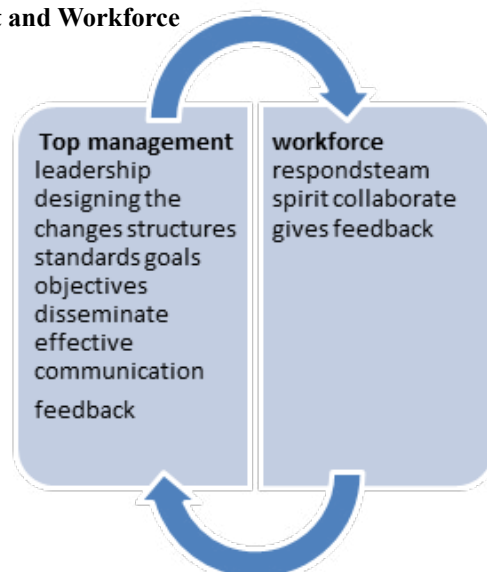 t and Workforce
Top management
leadership
designing the
changes structures
standards goals
objectives
disseminate
effective
communication
feedback
workforce
respondsteam
spirit collaborate
gives feedback